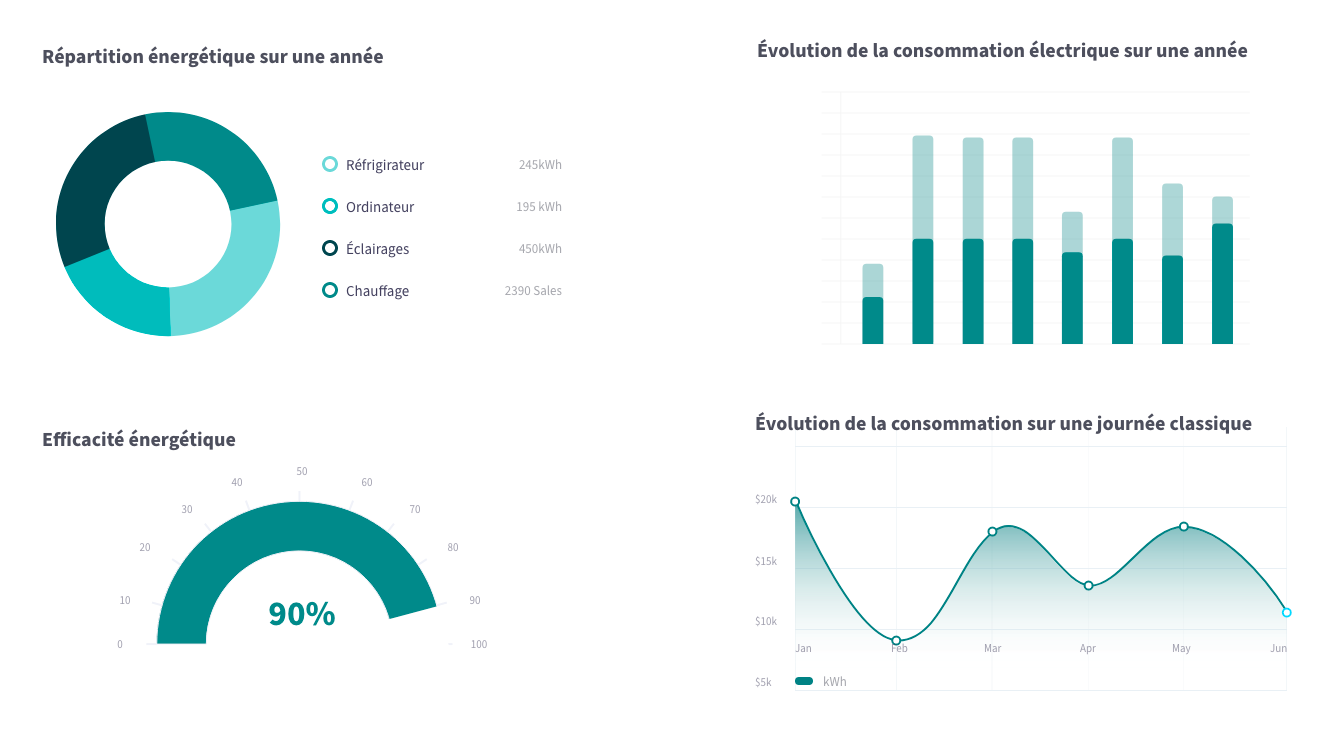 Répartition énergétique sur une année
Réfrigirateur 245kWh
Ordinateur 195 kWh
Éclairages 450kWh
Chauffage 2390 Sales
Évolution de la consommation électrique sur une année
Efficacité énergétique
0
10
20
30
40
50
60
70
80
90
100
90%
Évolution de la consommation sur une journée classique
$20k
$15k
$10k
$5k
Jan Feb Mar Apr May Jun
kWh